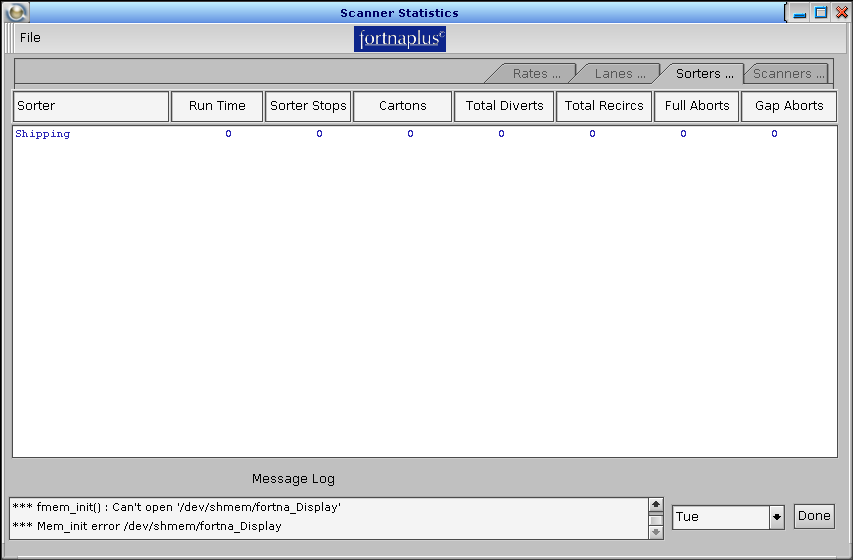 Scanner Statistics
File
fortnaplus©
Rates ... Lanes ... Sorters ... Scanners ...
Sorter Run Time Sorter Stops Cartons Total Diverts Total Recircs Full Aborts Gap Aborts
Shipping 0 0 0 0 0 0 0
Message Log
*** fmem_init() : Can't open '/dev/shmem/fortna_Display'
*** Mem_init error /dev/shmem/fortna_Display
Tue Done